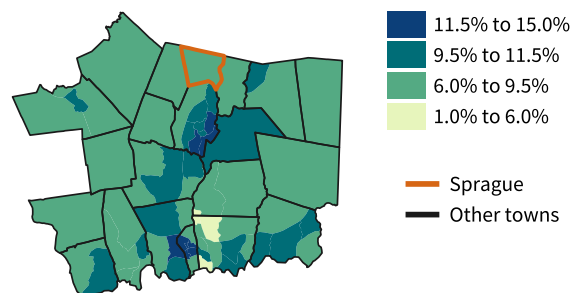 11.5% to 15.0%
9.5% to 11.5%
6.0% to 9.5%
1.0% to 6.0%
Sprague
Other towns